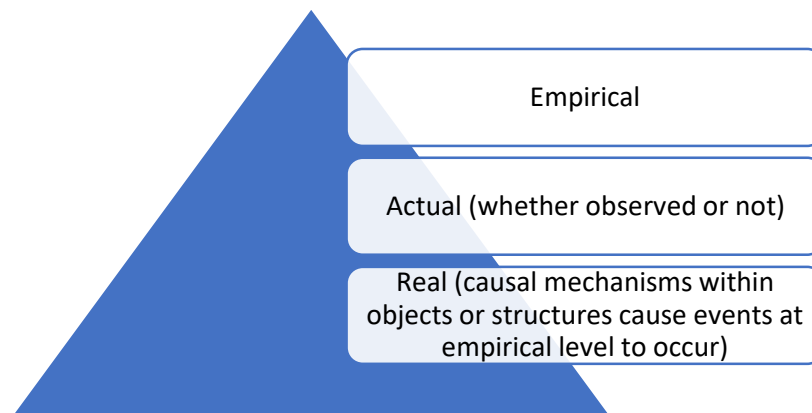 Empirical
Actual (whether observed or not)
Real (causal mechanisms within
objects or structures cause events at
empirical level to occur)